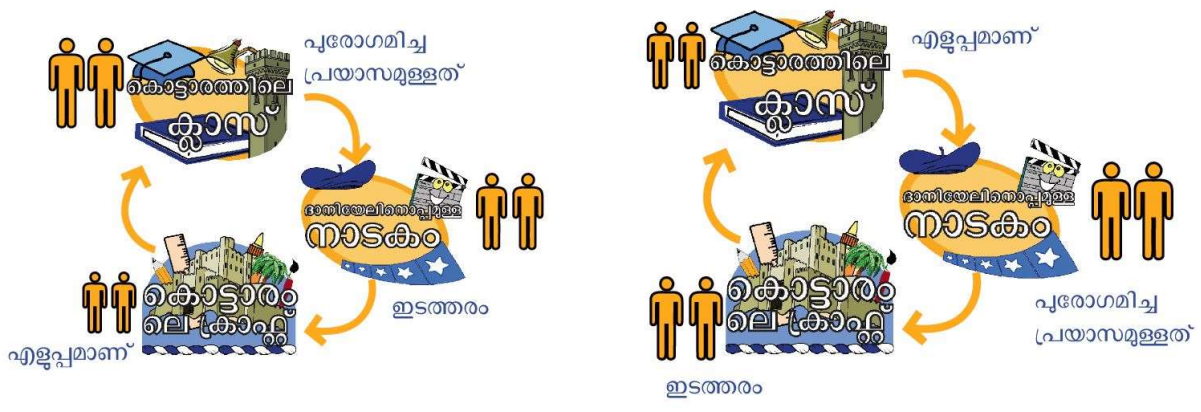 പുരോഗമിച്ച
പ്രയാസമുള്ളത്
കൊട്ടാരത്തിലെ
ക്ലാസ്
ദാനിയേലിനൊപ്പമുള്ള
നാടകം
ഇടത്തരം
കൊട്ടാരം
ലെ ക്രാഫ്റ്റ്
എളുപ്പമാണ്
എളുപ്പമാണ്
കൊട്ടാരത്തിലെ
ക്ലാസ്
ദാനിയേലിനൊപ്പമുള്ള
നാടകം
പുരോഗമിച്ച
പ്രയാസമുള്ളത്
കൊട്ടാരം
ലെ ക്രാഫ്റ്റ്
ഇടത്തരം